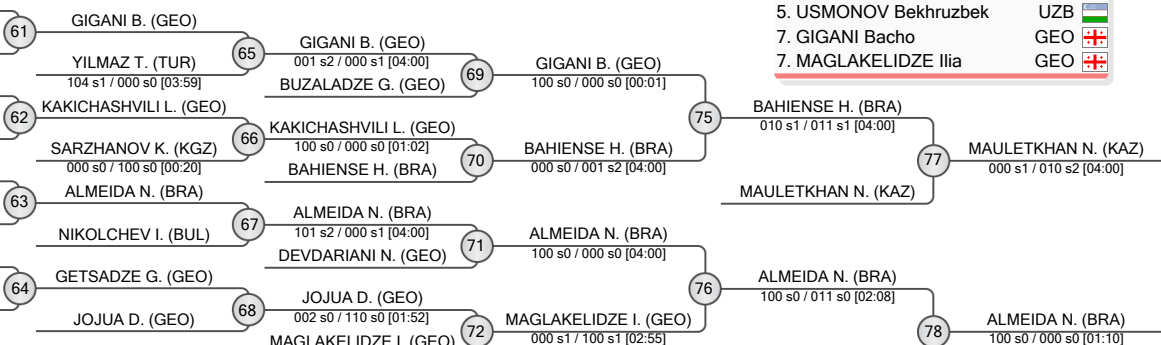 5. USMONOV Bekhruzbek UZB
7. GIGANI Bacho GEO
7. MAGLAKELIDZE Ilia GEO
61
GIGANI B. (GEO)
YILMAZ T. (TUR)
104 s1 / 000 s0 [03:59]
62
KAKICHASHVILI L. (GEO)
SARZHANOV K. (KGZ)
000 s0 / 100 s0 [00:20]
63
ALMEIDA N. (BRA)
NIKOLCHEV I. (BUL)
64
GETSADZE G. (GEO)
JOJUA D. (GEO)
65
GIGANI B. (GEO)
001 s2 / 000 s1 [04:00]
BUZALADZE G. (GEO)
66
KAKICHASHVILI L. (GEO)
100 s0 / 000 s0 [01:02]
BAHIENSE H. (BRA)
67
ALMEIDA N. (BRA)
101 s2 / 000 s1 [04:00]
DEVDARIANI N. (GEO)
68
JOJUA D. (GEO)
002 s0 / 110 s0 [01:52]
MAGLAKELIDZE I. (GEO)
69
GIGANI B. (GEO)
100 s0 / 000 s0 [00:01]
70
BAHIENSE H. (BRA)
000 s0 / 001 s2 [04:00]
71
ALMEIDA N. (BRA)
100 s0 / 000 s0 [04:00]
72
MAGLAKELIDZE I. (GEO)
000 s1 / 100 s1 [02:55]
75
BAHIENSE H. (BRA)
010 s1 / 011 s1 [04:00]
MAULETKHAN N. (KAZ)
76
ALMEIDA N. (BRA)
100 s0 / 011 s0 [02:08]
77
MAULETKHAN N. (KAZ)
000 s1 / 010 s2 [04:00]
78
ALMEIDA N. (BRA)
100 s0 / 000 s0 [01:10]